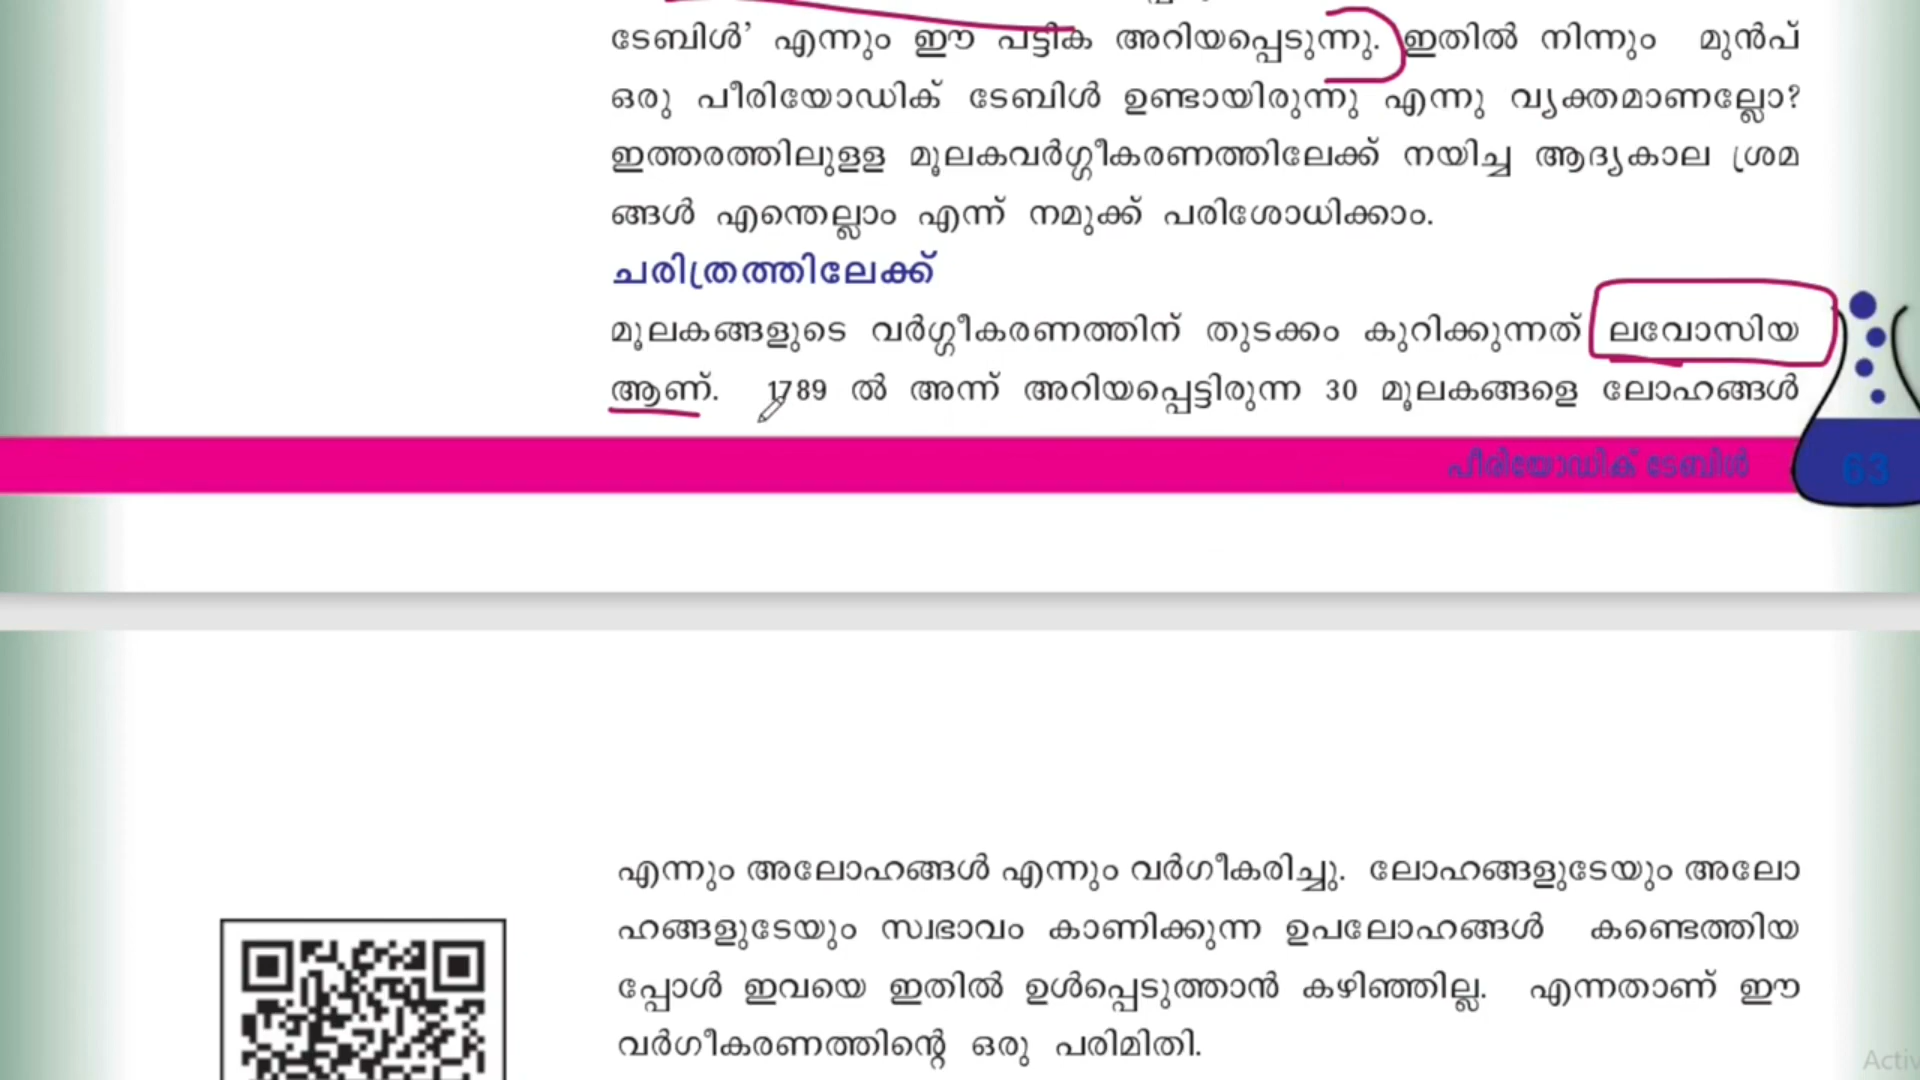 ടേബിൾ’ എന്നും ഈ പട്ടിക അറിയപ്പെടുന്നു. ഇതിൽ നിന്നും മുൻപ്
ഒരു പീരിയോഡിക് ടേബിൾ ഉണ്ടായിരുന്നു എന്നു വ്യക്തമാണല്ലോ?
ഇത്തരത്തിലുളള മൂലകവർഗ്ഗീകരണത്തിലേക്ക് നയിച്ച ആദ്യകാല ശ്രമ
ങ്ങൾ എന്തെല്ലാം എന്ന് നമുക്ക് പരിശോധിക്കാം.
ചരിത്രത്തിലേക്ക്
മൂലകങ്ങളുടെ വർഗ്ഗീകരണത്തിന് തുടക്കം കുറിക്കുന്നത് ലവോസിയ
ആണ്. 1789 ൽ അന്ന് അറിയപ്പെട്ടിരുന്ന 30 മൂലകങ്ങളെ ലോഹങ്ങൾ
പീരിയോഡിക് ടേബിൾ 63
എന്നും അലോഹങ്ങൾ എന്നും വർഗീകരിച്ചു. ലോഹങ്ങളുടേയും അലോ
ഹങ്ങളുടേയും സ്വഭാവം കാണിക്കുന്ന ഉപലോഹങ്ങൾ കണ്ടെത്തിയ
പ്പോൾ ഇവയെ ഇതിൽ ഉൾപ്പെടുത്താൻ കഴിഞ്ഞില്ല. എന്നതാണ് ഈ
വർഗീകരണത്തിന്റെ ഒരു പരിമിതി.
Activ